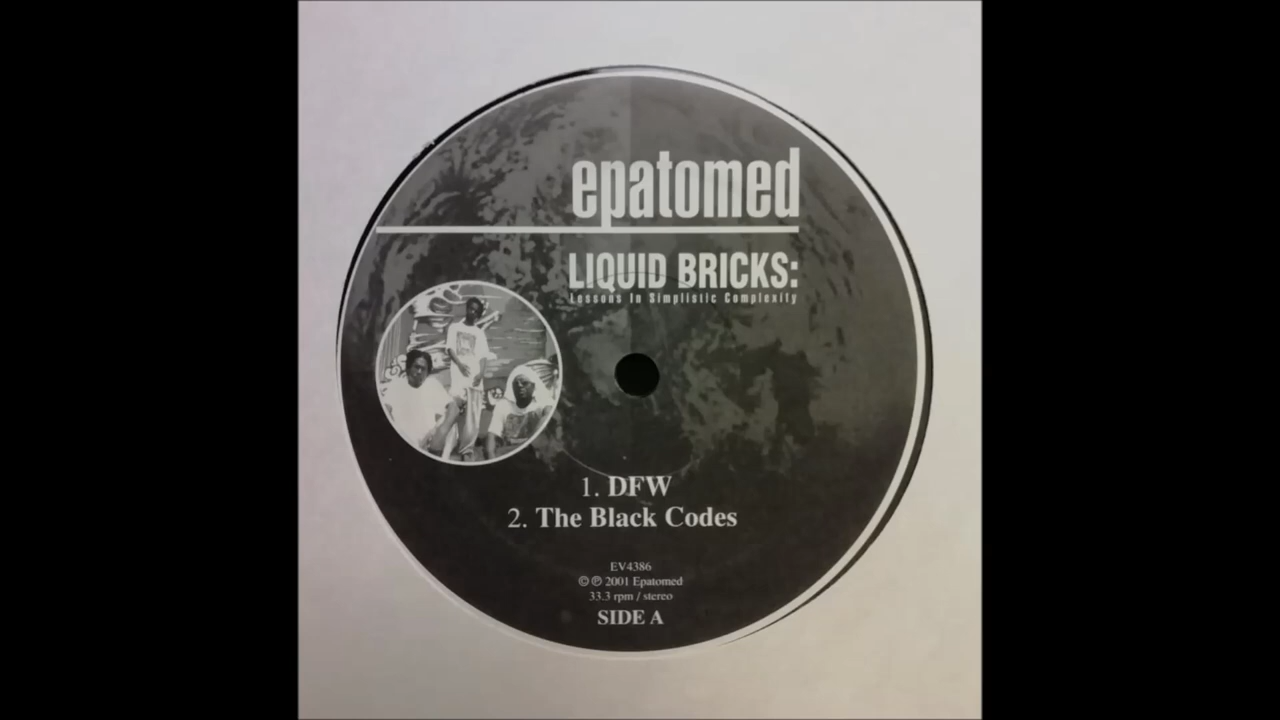 epatomed
LIQUID BRICKS:
Lessons In Simplistic Complexity
1. DFW
2. The Black Codes
EV4386
©℗ 2001 Epatomed
33.3 rpm / stereo
SIDE A